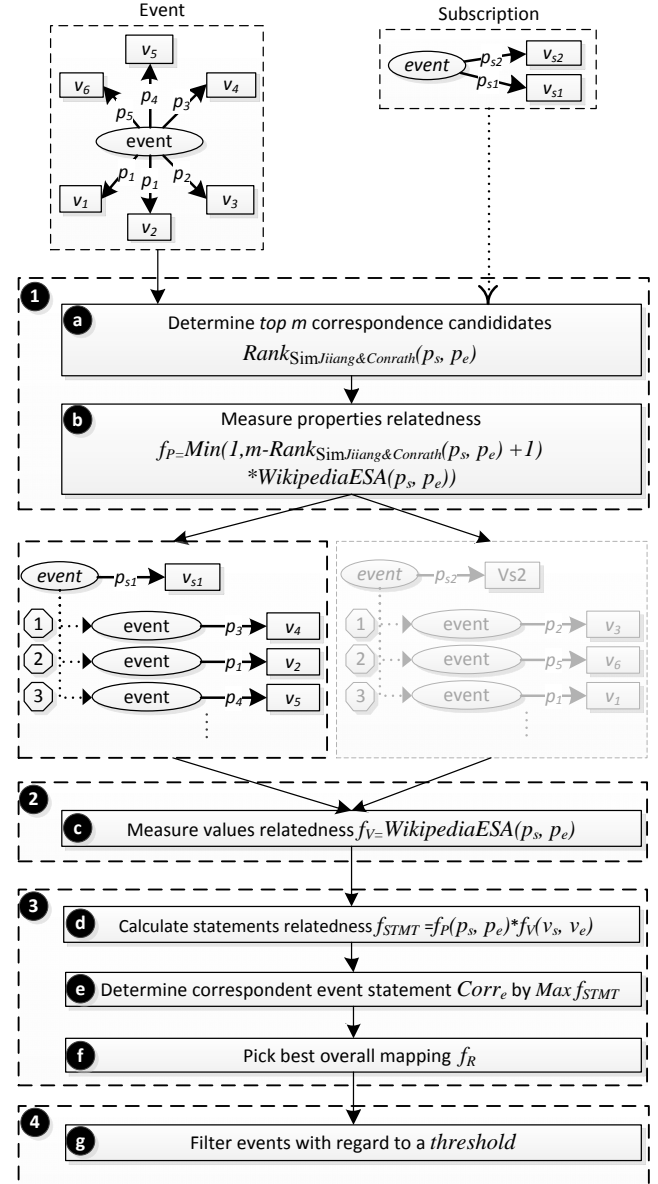 Event
Subscription
v5
v6
v4
p5
p4
p3
event
p1
p1
p2
v1
v3
v2
event
ps2
vs2
ps1
vs1
1
a
Determine top m correspondence candididates
RankSimJiiang&Conrath(ps, pe)
b
Measure properties relatedness
fP=Min(1,m-RankSimJiiang&Conrath(ps, pe) +1)
*WikipediaESA(ps, pe))
event
ps1
vs1
1
event
p3
v4
2
event
p1
v2
3
event
p4
v5
event
ps2
Vs2
1
event
p2
v3
2
event
p5
v6
3
event
p1
v1
2
c
Measure values relatedness fV=WikipediaESA(ps, pe)
3
d
Calculate statements relatedness fSTMT =fP(ps, pe)*fV(vs, ve)
e
Determine correspondent event statement Corre by Max fSTMT
f
Pick best overall mapping fR
4
g
Filter events with regard to a threshold